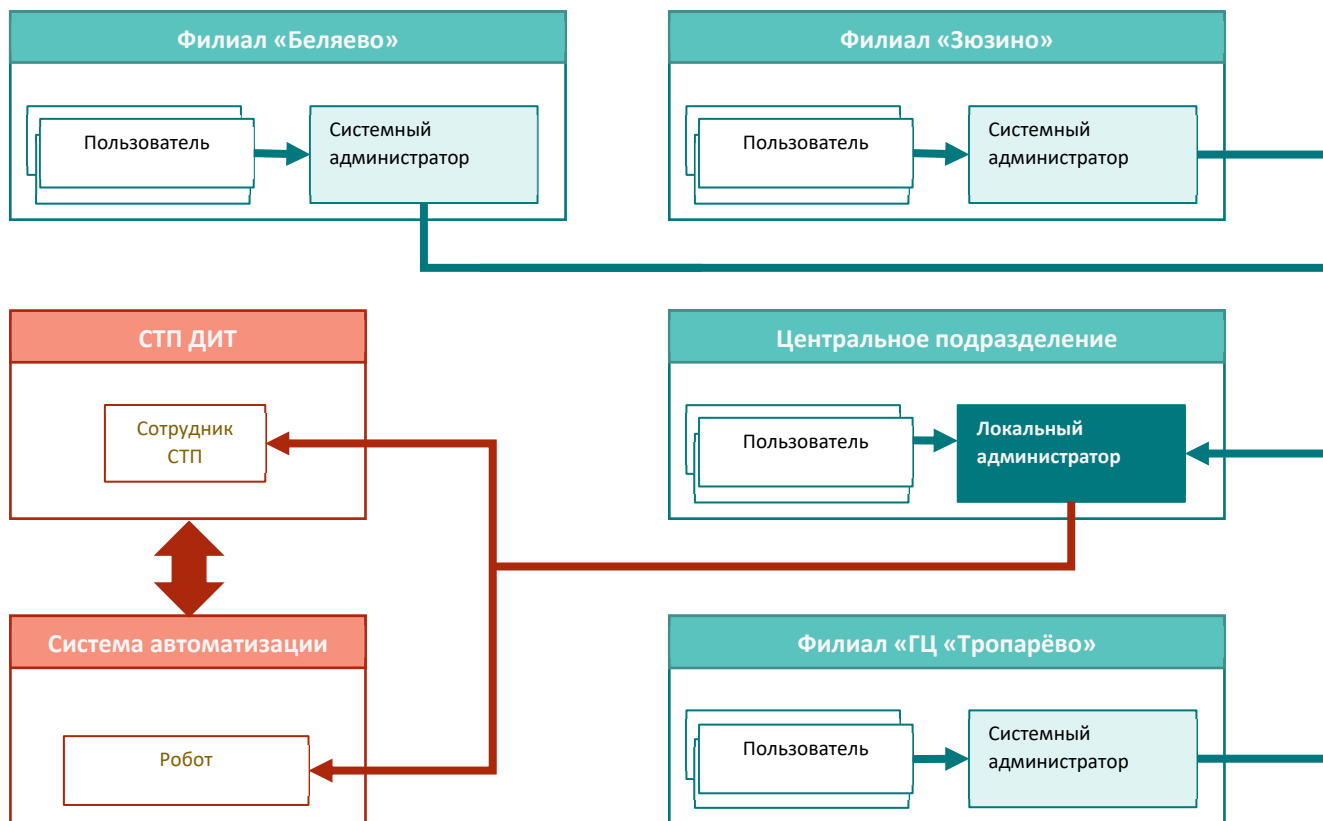 Филиал «Беляево»
Пользователь
Системный
администратор
Филиал «Зюзино»
Пользователь
Системный
администратор
СТП ДИТ
Сотрудник
СТП
Центральное подразделение
Пользователь
Локальный
администратор
Система автоматизации
Робот
Филиал «ГЦ «Тропарёво»
Пользователь
Системный
администратор